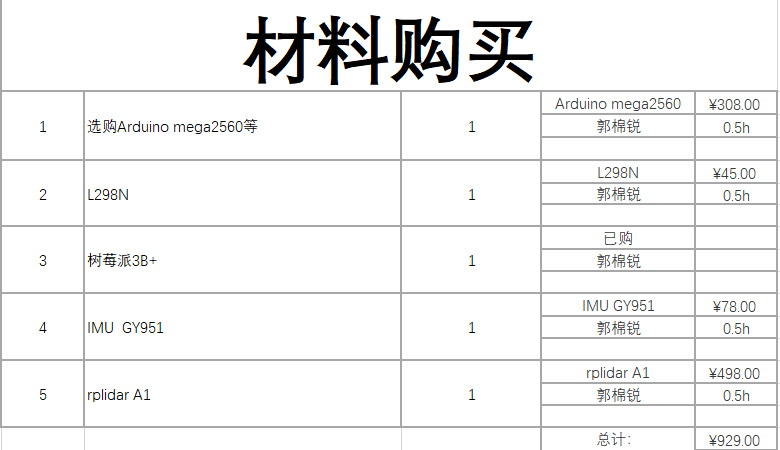 材料购买
1 选购Arduino mega2560等 1 Arduino mega2560 ¥308.00
郭棉锐 0.5h
2 L298N 1 L298N ¥45.00
郭棉锐 0.5h
3 树莓派3B+ 1 已购
郭棉锐
4 IMU  GY951 1 IMU GY951 ¥78.00
郭棉锐 0.5h
5 rplidar A1 1 rplidar A1 ¥498.00
郭棉锐 0.5h
总计: ¥929.00